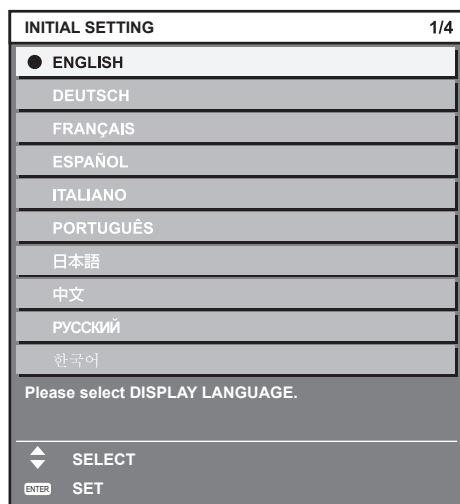 INITIAL SETTING 1/4
ENGLISH
DEUTSCH
FRANÇAIS
ESPAÑOL
ITALIANO
PORTUGUÊS
日本語
中文
РУССКИЙ
한국어
Please select DISPLAY LANGUAGE.
SELECT
ENTER SET